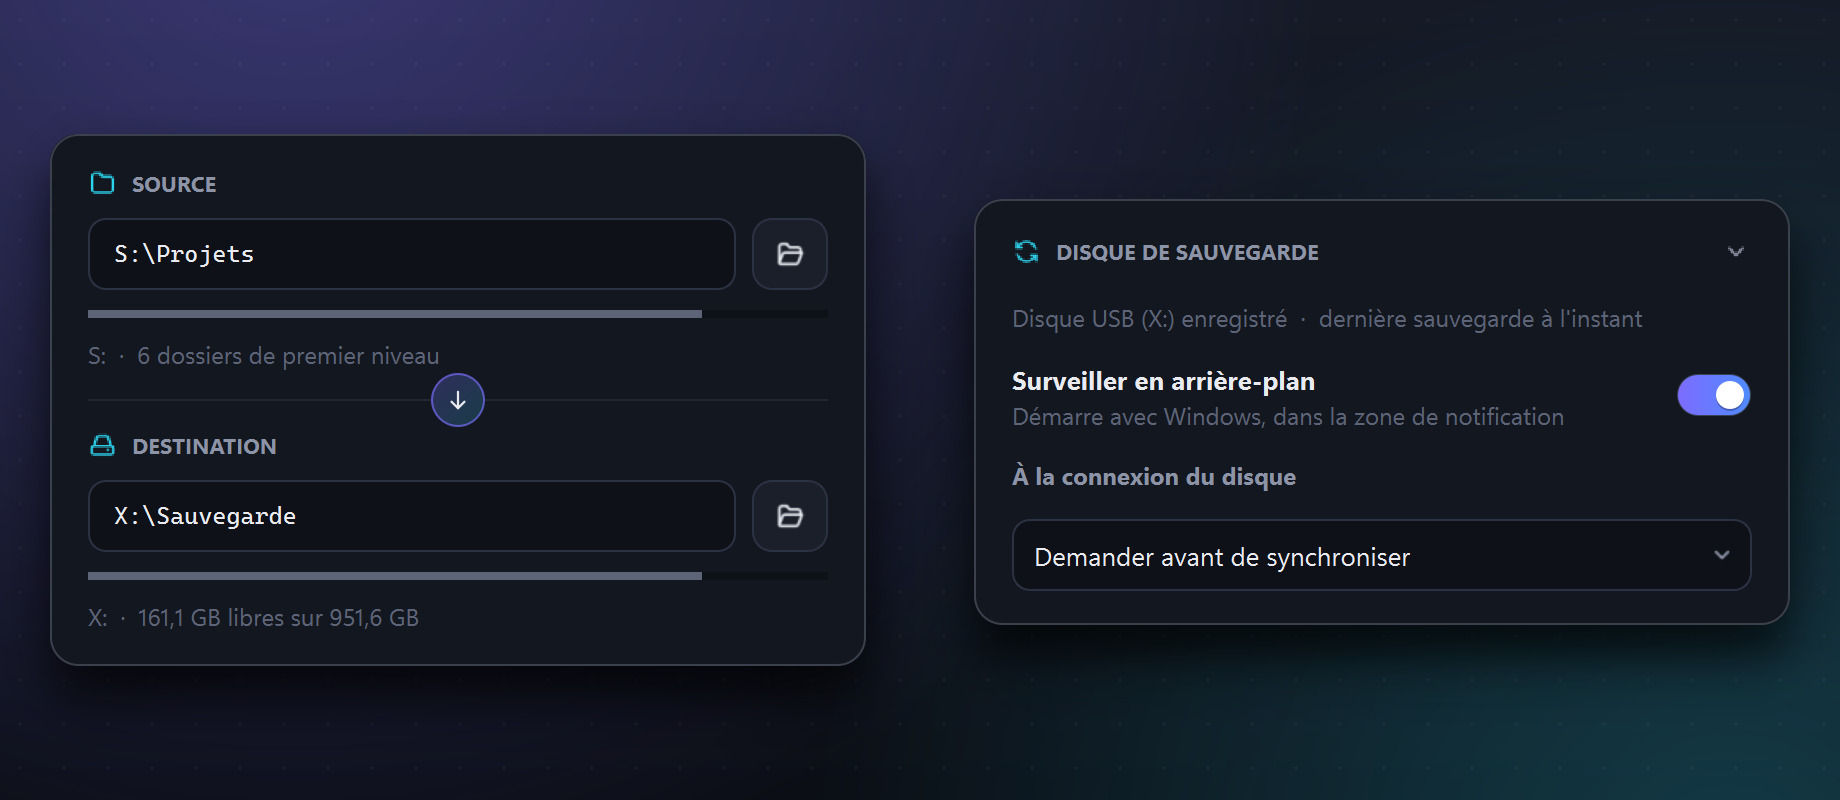 SOURCE
S:\Projets
S: · 6 dossiers de premier niveau
DESTINATION
X:\Sauvegarde
X: · 161,1 GB libres sur 951,6 GB
DISQUE DE SAUVEGARDE
Disque USB (X:) enregistré · dernière sauvegarde à l'instant
Surveiller en arrière-plan
Démarre avec Windows, dans la zone de notification
À la connexion du disque
Demander avant de synchroniser